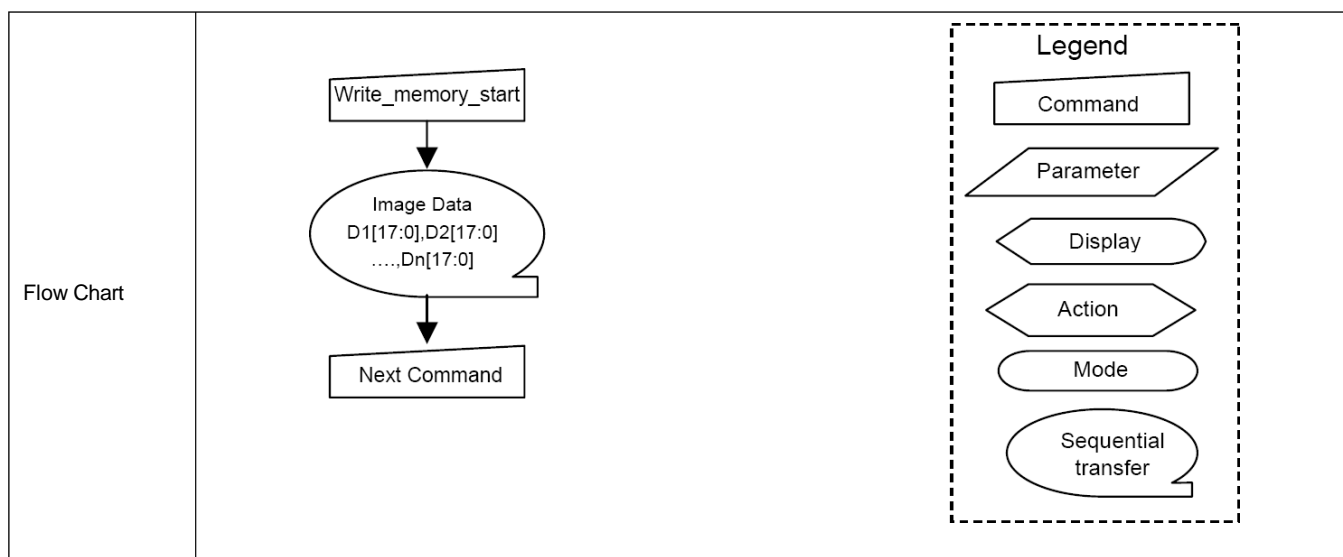 Flow Chart
Write_memory_start
Image Data
D1[17:0],D2[17:0]
....,Dn[17:0]
Next Command
Legend
Command
Parameter
Display
Action
Mode
Sequential
transfer